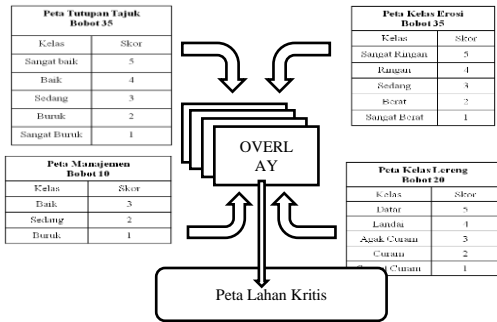 Peta Tutupan Tajuk
Bobot 35
Kelas Skor
Sangat baik 5
Baik 4
Sedang 3
Buruk 2
Sangat Buruk 1
Peta Kelas Erosi
Bobot 35
Kelas Skor
Sangat Ringan 5
Ringan 4
Sedang 3
Berat 2
Sangat Berat 1
OVERL
AY
Peta Manajemen
Bobot 10
Kelas Skor
Baik 3
Sedang 2
Buruk 1
Peta Kelas Lereng
Bobot 20
Kelas Skor
Datar 5
Landai 4
Agak Curam 3
Curam 2
Curam 1
Peta Lahan Kritis